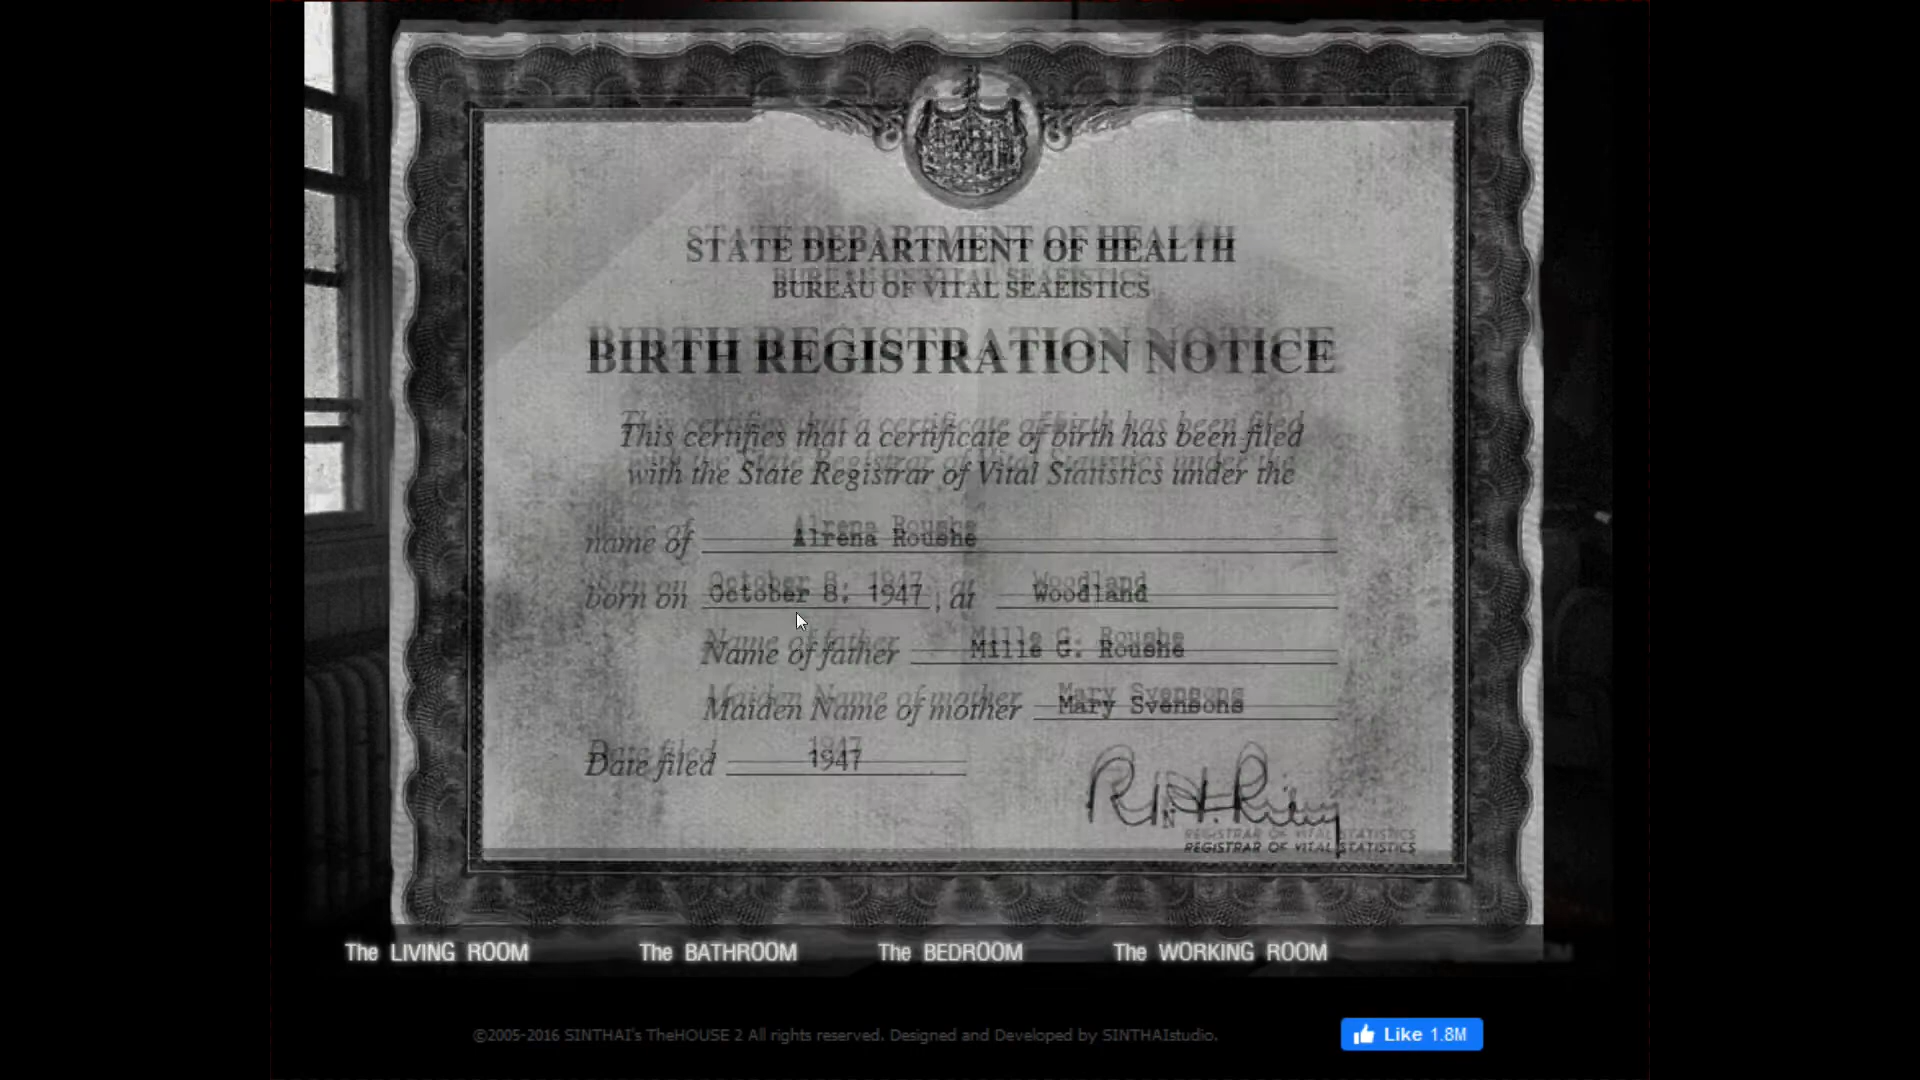 STATE DEPARTMENT OF HEALTH
BUREAU OF VITAL SEAEISTICS
BIRTH REGISTRATION NOTICE
This certifies that a certificate of birth has been filed
with the State Registrar of Vital Statistics under the
name of Alrena Roushe
born on October 8, 1947, at Woodland
Name of father Mills G. Roushe
Maiden Name of mother Mary Svensons
Date filed 1947
REGISTRAR OF VITAL STATISTICS
The LIVING ROOM The BATHROOM The BEDROOM The WORKING ROOM
©2005-2016 SINTHAI's TheHOUSE 2 All rights reserved. Designed and Developed by SINTHAIstudio.
Like 1.8M